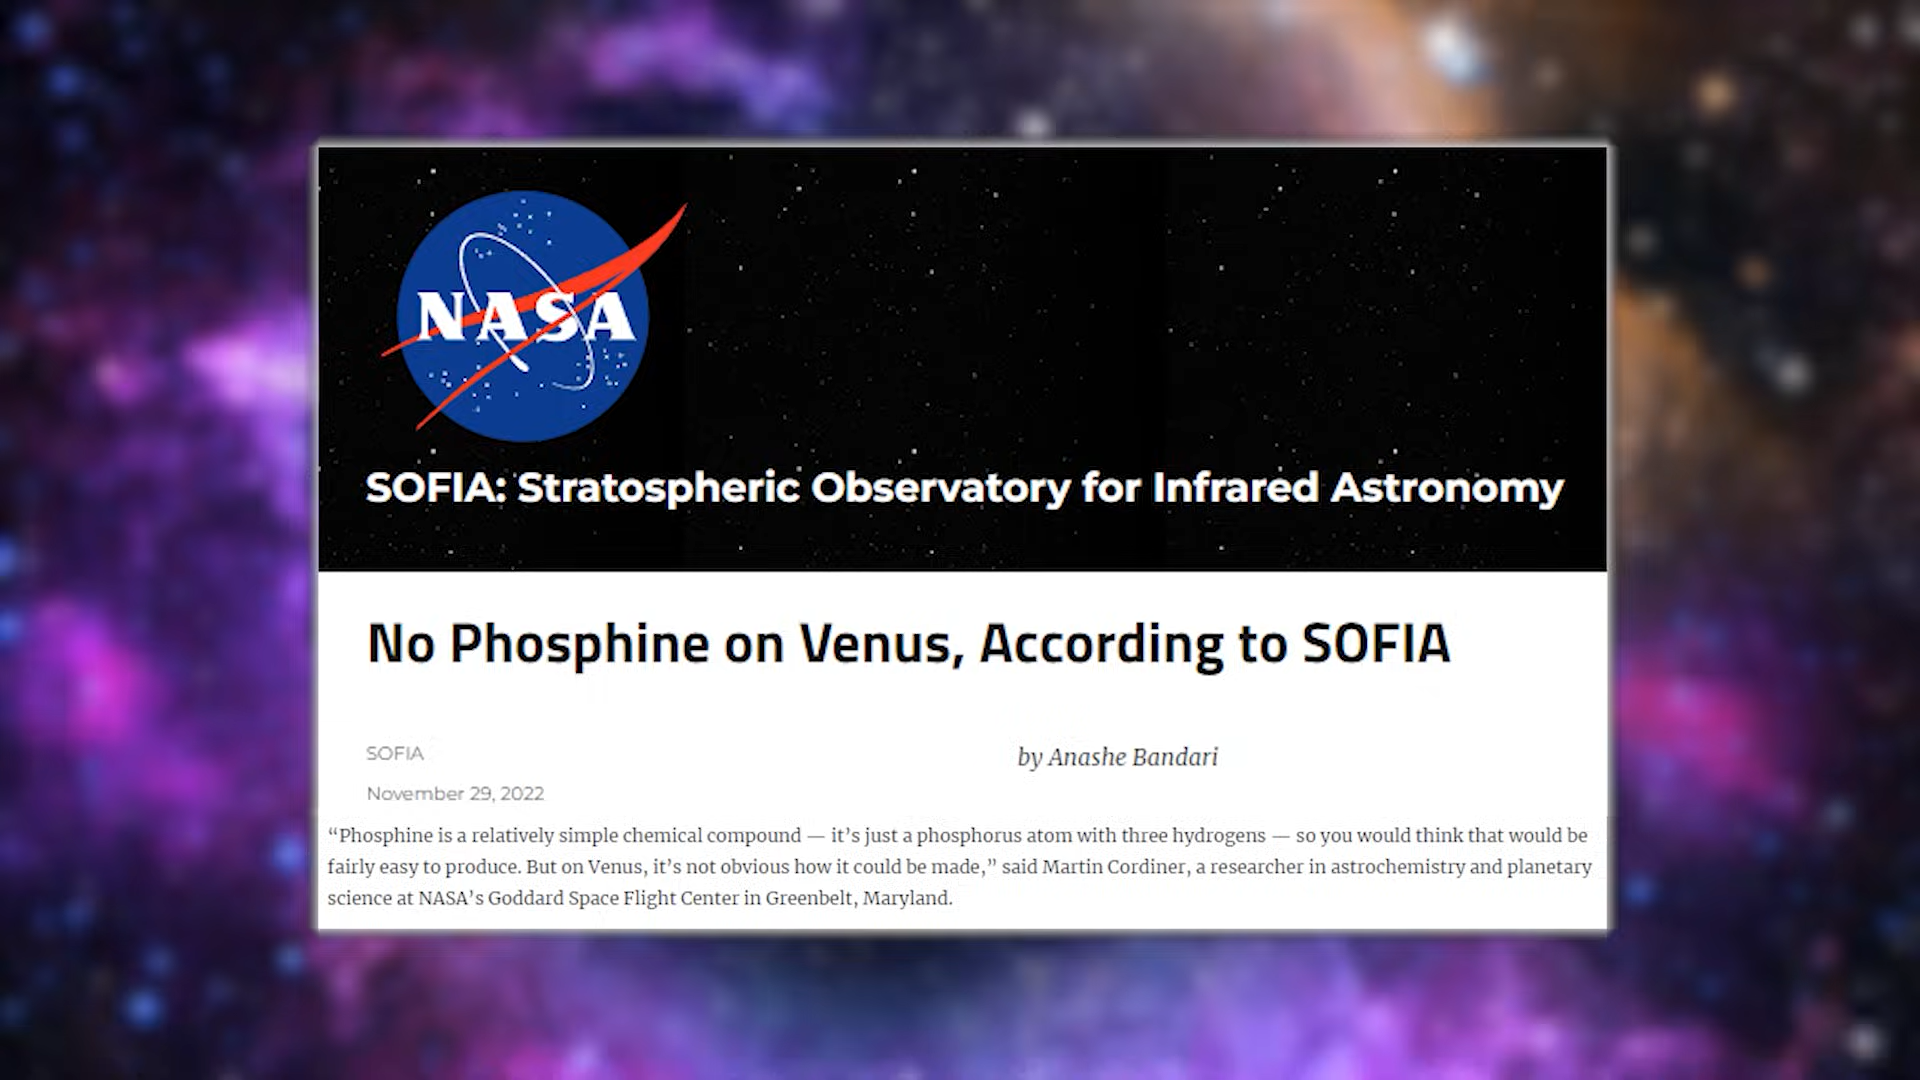 NASA
SOFIA: Stratospheric Observatory for Infrared Astronomy
No Phosphine on Venus, According to SOFIA
SOFIA
by Anashe Bandari
November 29, 2022
“Phosphine is a relatively simple chemical compound — it’s just a phosphorus atom with three hydrogens — so you would think that would be
fairly easy to produce. But on Venus, it’s not obvious how it could be made,” said Martin Cordiner, a researcher in astrochemistry and planetary
science at NASA’s Goddard Space Flight Center in Greenbelt, Maryland.